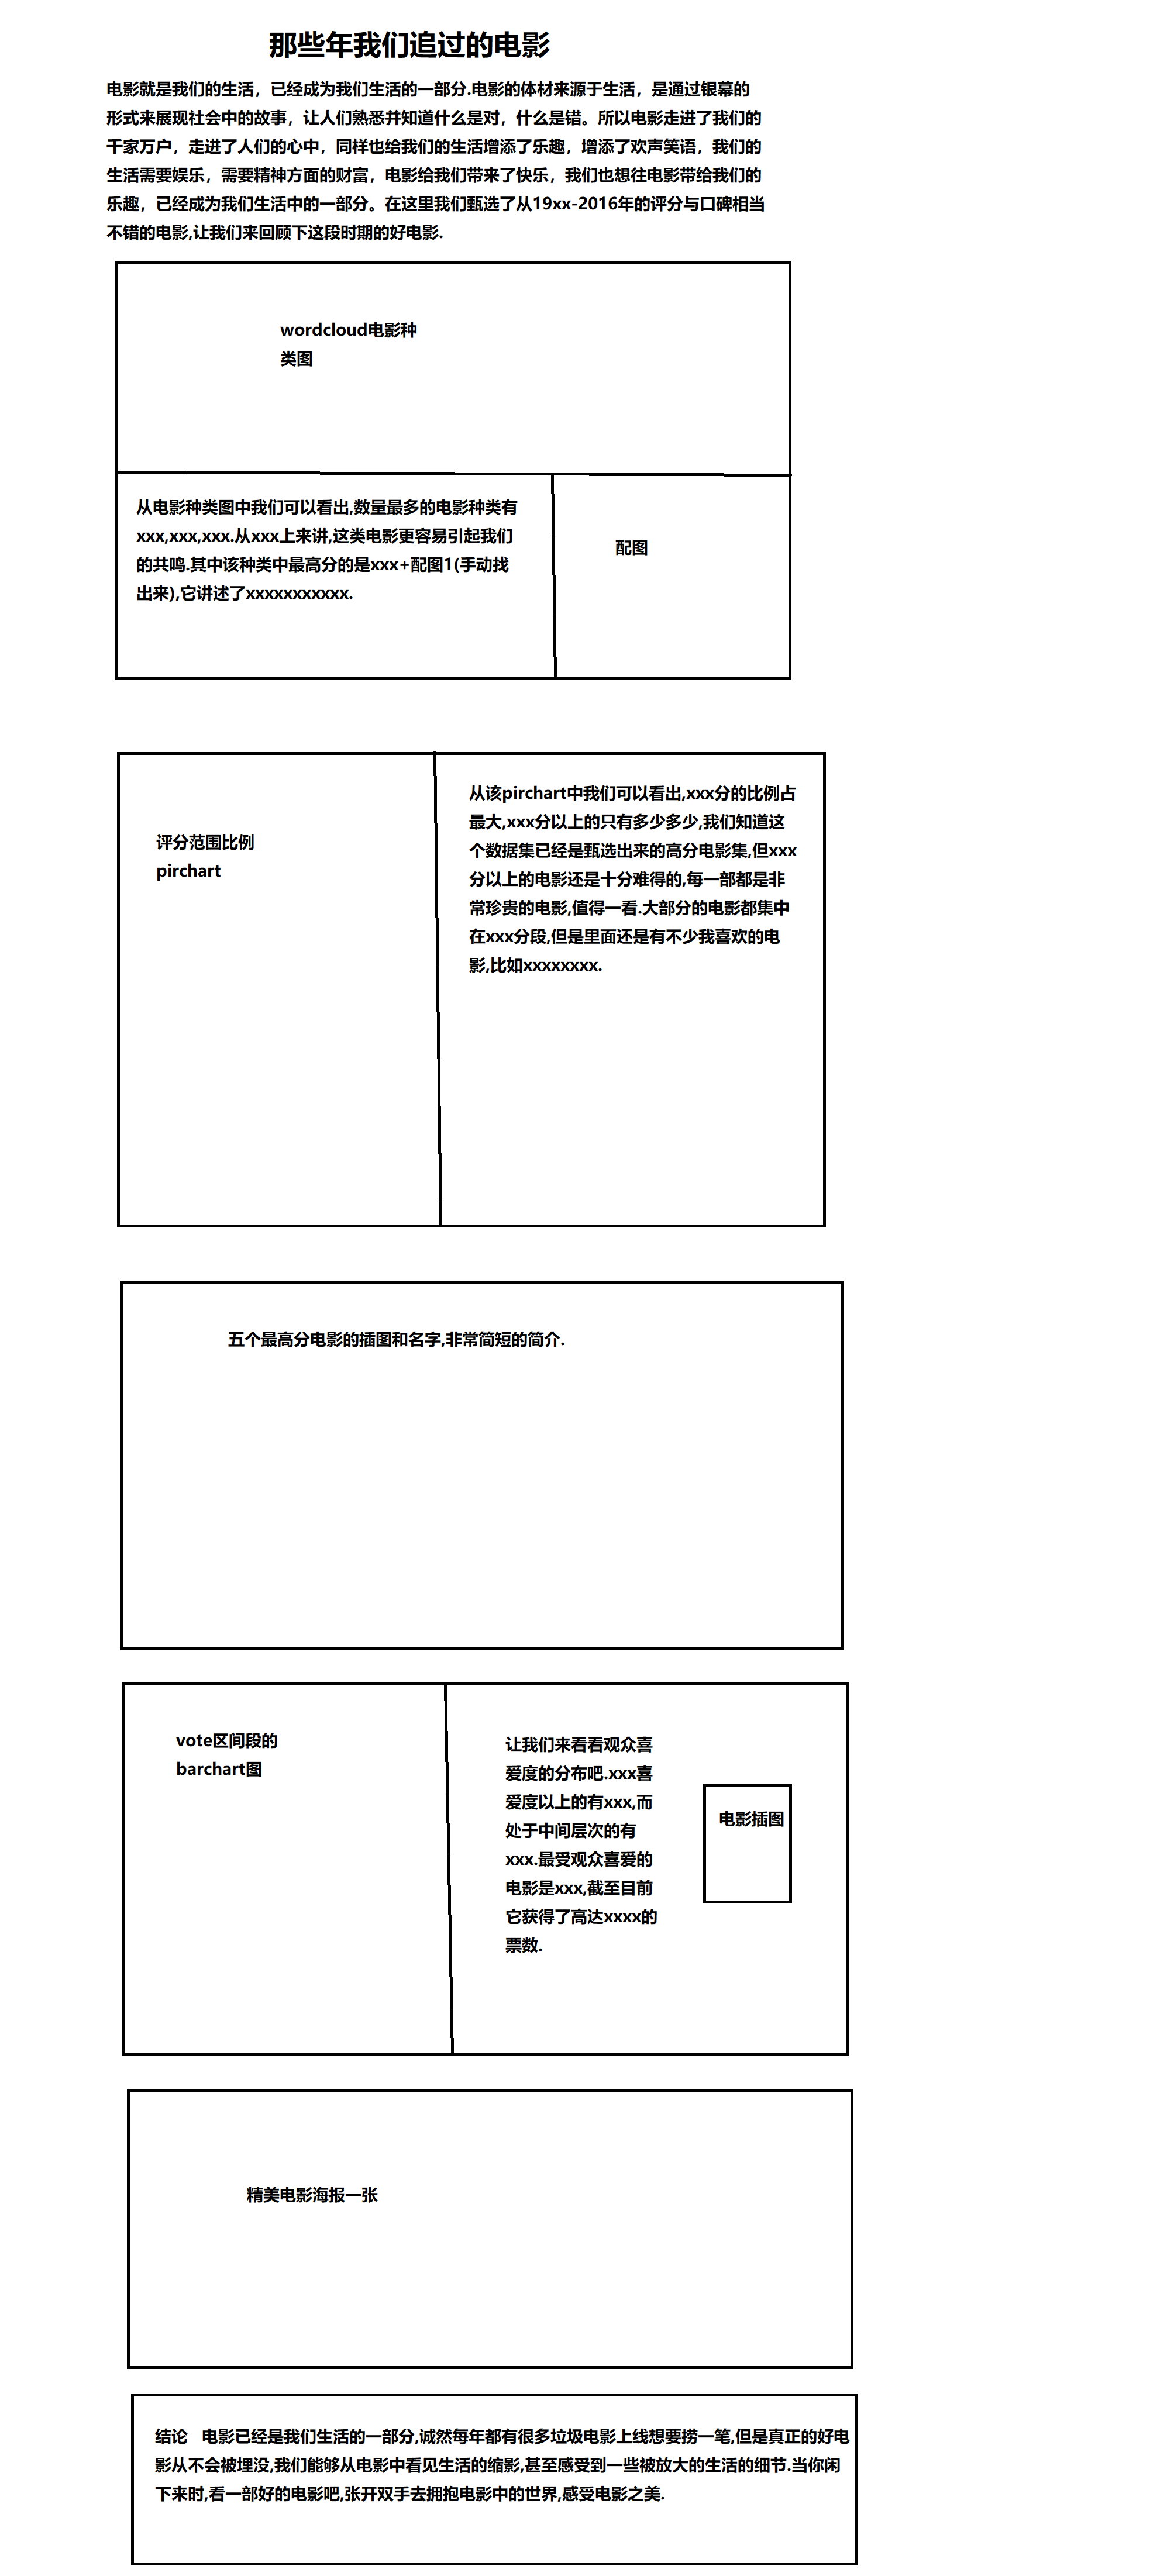 那些年我们追过的电影
电影就是我们的生活，已经成为我们生活的一部分.电影的体材来源于生活，是通过银幕的
形式来展现社会中的故事，让人们熟悉并知道什么是对，什么是错。所以电影走进了我们的
千家万户，走进了人们的心中，同样也给我们的生活增添了乐趣，增添了欢声笑语，我们的
生活需要娱乐，需要精神方面的财富，电影给我们带来了快乐，我们也想往电影带给我们的
乐趣，已经成为我们生活中的一部分。在这里我们甄选了从19xx-2016年的评分与口碑相当
不错的电影,让我们来回顾下这段时期的好电影.
wordcloud电影种
类图
从电影种类图中我们可以看出,数量最多的电影种类有
xxx,xxx,xxx.从xxx上来讲,这类电影更容易引起我们
的共鸣.其中该种类中最高分的是xxx+配图1(手动找
出来),它讲述了xxxxxxxxxxx.
配图
评分范围比例
pirchart
从该pirchart中我们可以看出,xxx分的比例占
最大,xxx分以上的只有多少多少,我们知道这
个数据集已经是甄选出来的高分电影集,但xxx
分以上的电影还是十分难得的,每一部都是非
常珍贵的电影,值得一看.大部分的电影都集中
在xxx分段,但是里面还是有不少我喜欢的电
影,比如xxxxxxxx.
五个最高分电影的插图和名字,非常简短的简介.
vote区间段的
barchart图
让我们来看看观众喜
爱度的分布吧.xxx喜
爱度以上的有xxx,而
处于中间层次的有
xxx.最受观众喜爱的
电影是xxx,截至目前
它获得了高达xxxx的
票数.
电影插图
精美电影海报一张
结论   电影已经是我们生活的一部分,诚然每年都有很多垃圾电影上线想要捞一笔,但是真正的好电
影从不会被埋没,我们能够从电影中看见生活的缩影,甚至感受到一些被放大的生活的细节.当你闲
下来时,看一部好的电影吧,张开双手去拥抱电影中的世界,感受电影之美.